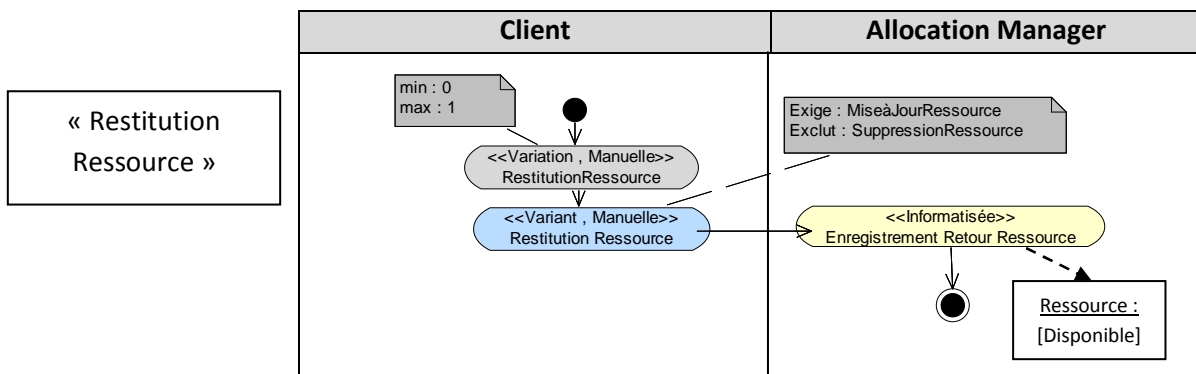 Client
Allocation Manager
« Restitution
Ressource »
min : 0
max : 1
Exige : MiseàJourRessource
Exclut : SuppressionRessource
<<Variation , Manuelle>>
RestitutionRessource
<<Variant , Manuelle>>
Restitution Ressource
<<Informatisée>>
Enregistrement Retour Ressource
Ressource :
[Disponible]